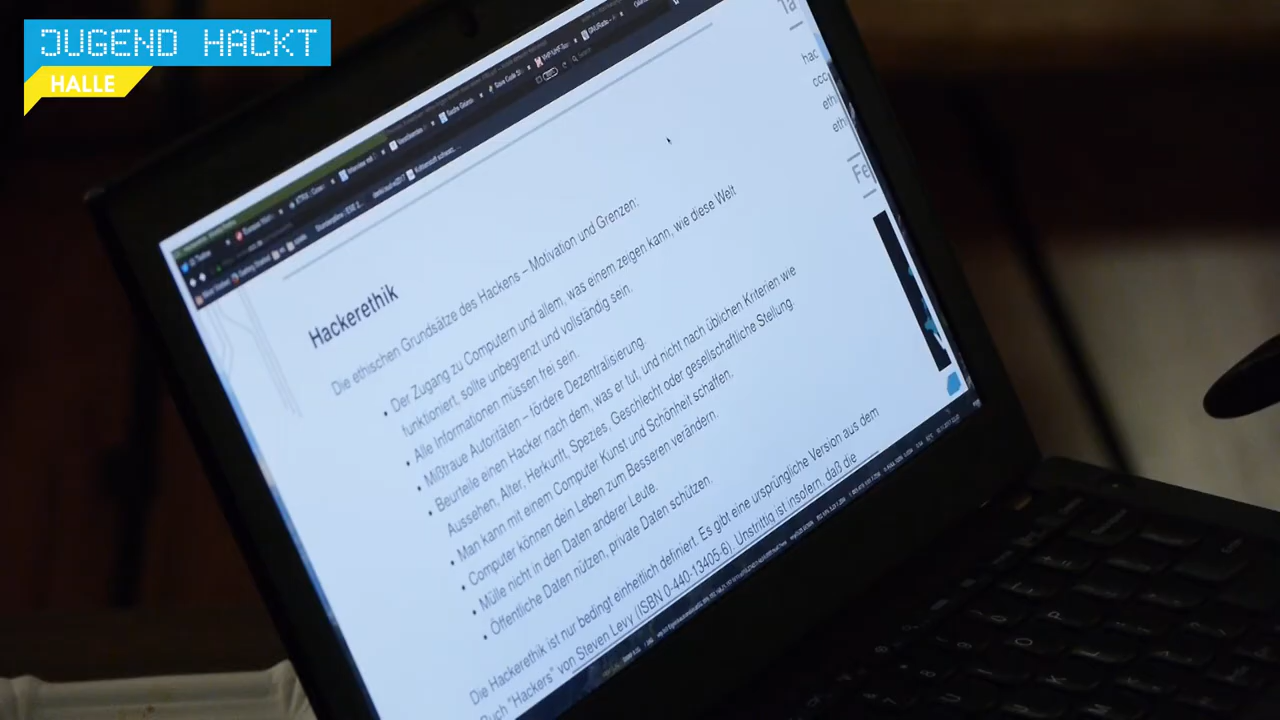 JUGEND HACKT
HALLE
Hackerethik
Die ethischen Grundsätze des Hackens – Motivation und Grenzen:
• Der Zugang zu Computern und allem, was einem zeigen kann, wie diese Welt
funktioniert, sollte unbegrenzt und vollständig sein.
• Alle Informationen müssen frei sein.
• Mißtraue Autoritäten – fördere Dezentralisierung.
• Beurteile einen Hacker nach dem, was er tut, und nicht nach üblichen Kriterien wie
Aussehen, Alter, Herkunft, Spezies, Geschlecht oder gesellschaftliche Stellung
• Man kann mit einem Computer Kunst und Schönheit schaffen.
• Computer können dein Leben zum Besseren verändern.
• Mülle nicht in den Daten anderer Leute.
• Öffentliche Daten nützen, private Daten schützen.
Die Hackerethik ist nur bedingt einheitlich definiert. Es gibt eine ursprüngliche Version aus dem
Buch "Hackers" von Steven Levy (ISBN 0-440-13405-6). Unstrittig ist insofern, daß die